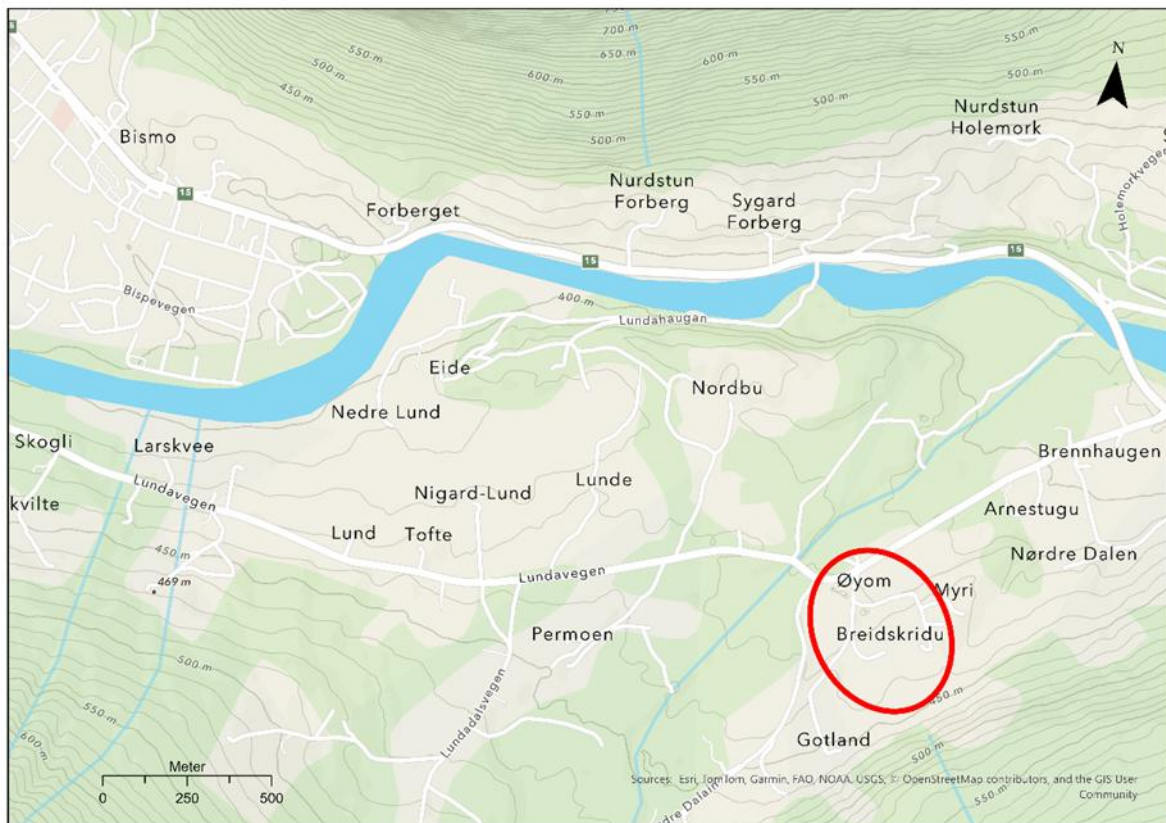 700 m
700 m
650 m
600 m
600 m
550 m
550 m
550 m
500 m
500 m
500 m
450 m
500 m
N
Nurdstun
Holemork
Bismo
15
Nurdstun
Forberg
Sygard
Forberg
Forberget
15
15
Bispevegen
400 m
Lundahaugan
Eide
Nordbu
Nedre Lund
Skogli
Larskvee
Brennhaugen
Lundavegen
Nigard-Lund
Lunde
kvilte
Arnestugu
Lund
Tofte
450 m
Nørdre Dalen
469 m
Lundavegen
Øyom
Myri
Permoen
Breidskridu
500 m
Lundadalsvegen
450 m
550 m
600 m
Gotland
500 m
Meter
0 250 500
550 m
Sources: Esri, TomTom, Garmin, FAO, NOAA, USGS, © OpenStreetMap contributors, and the GIS User
Community